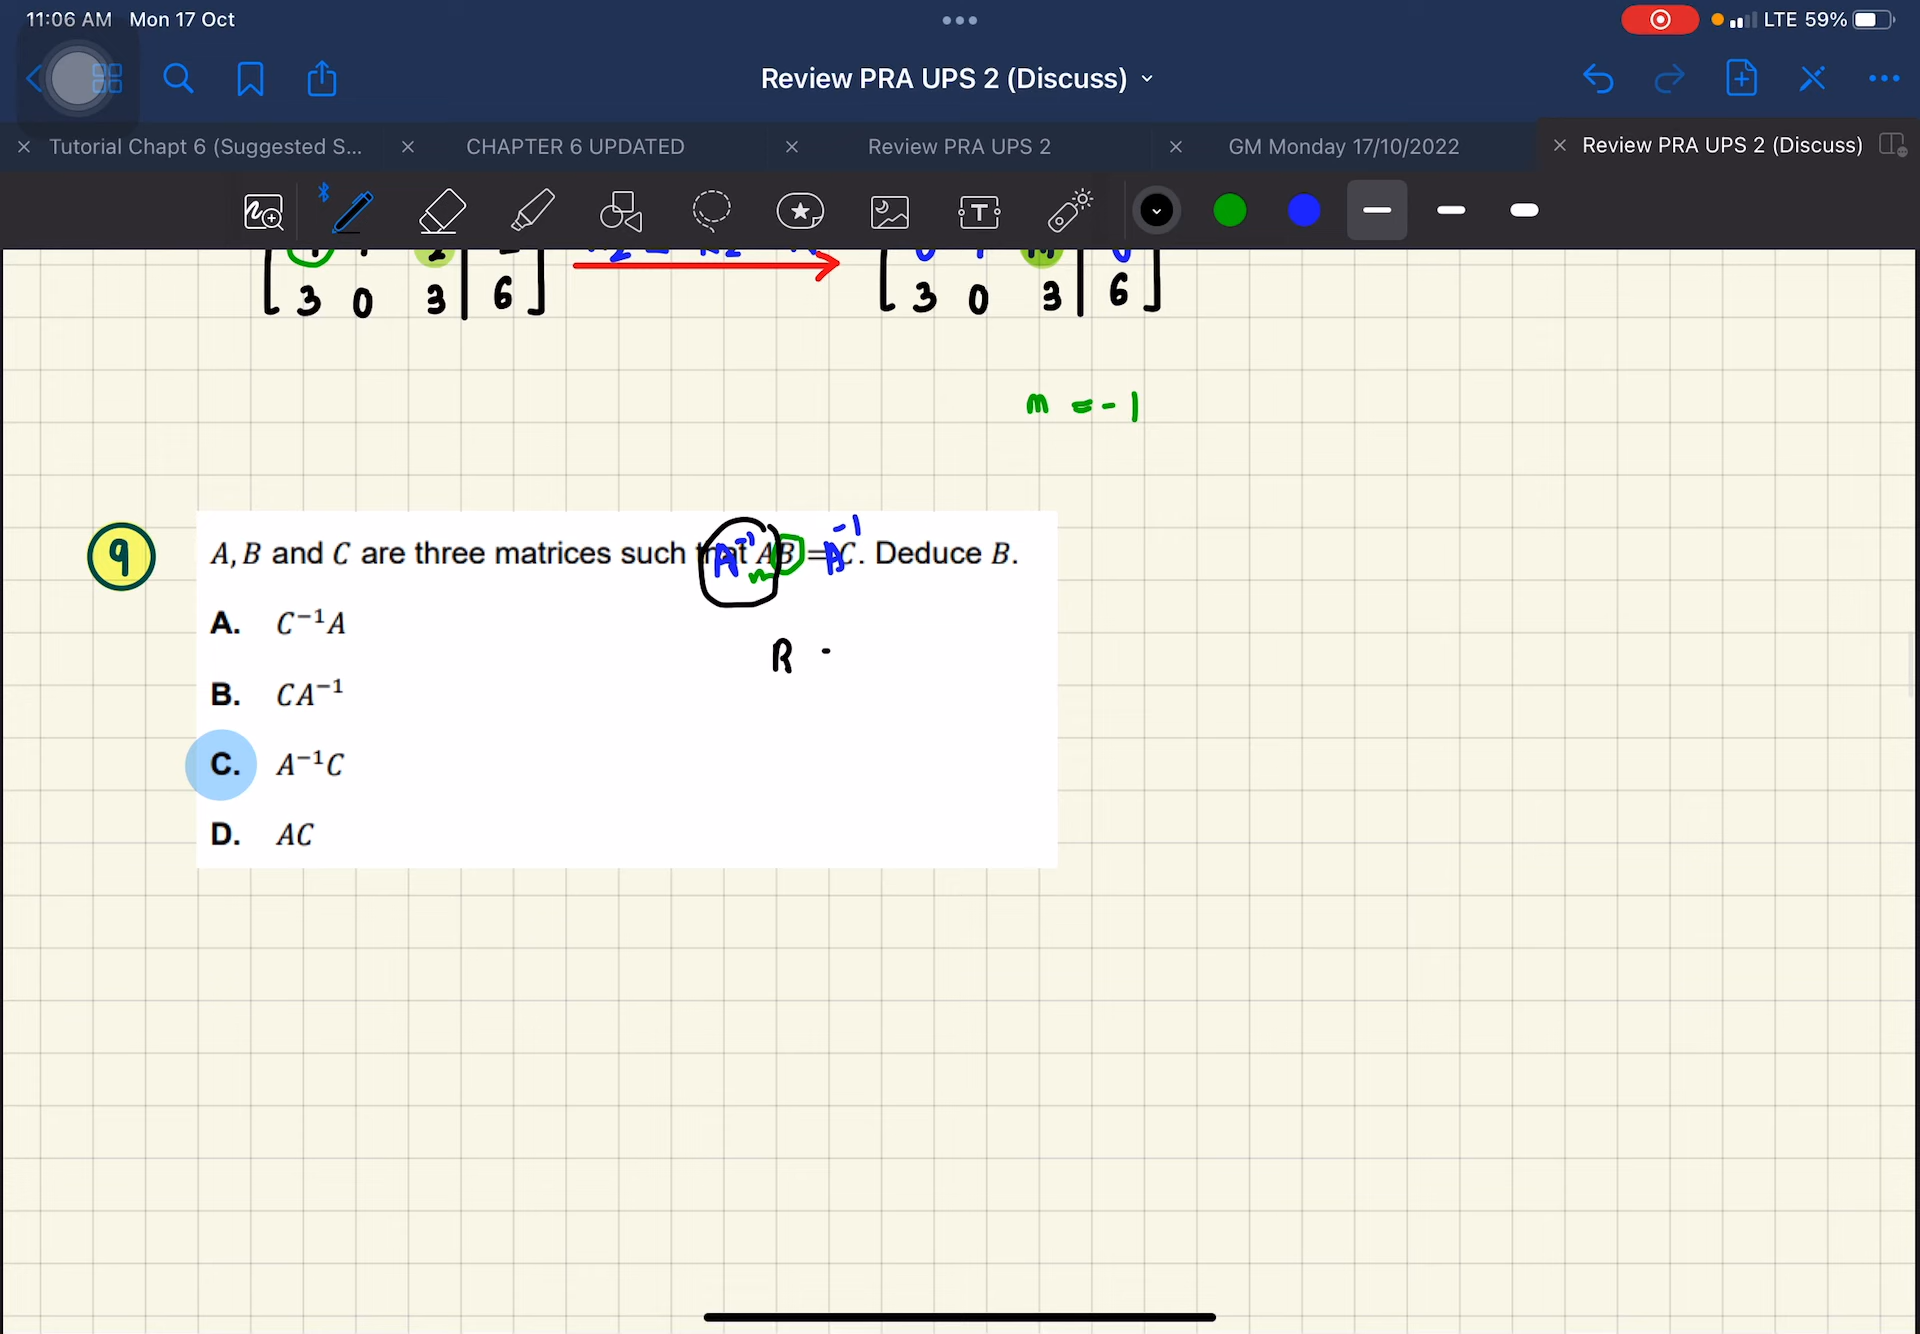 11:06 AM Mon 17 Oct
LTE 59%
Review PRA UPS 2 (Discuss)
Tutorial Chapt 6 (Suggested S...
CHAPTER 6 UPDATED
Review PRA UPS 2
GM Monday 17/10/2022
Review PRA UPS 2 (Discuss)
3 0 3 | 6
3 0 3 | 6
m = -1
9
A, B and C are three matrices such that A⁻¹ AB = A⁻¹ C. Deduce B.
A. C⁻¹A
B -
B. CA⁻¹
C. A⁻¹C
D. AC